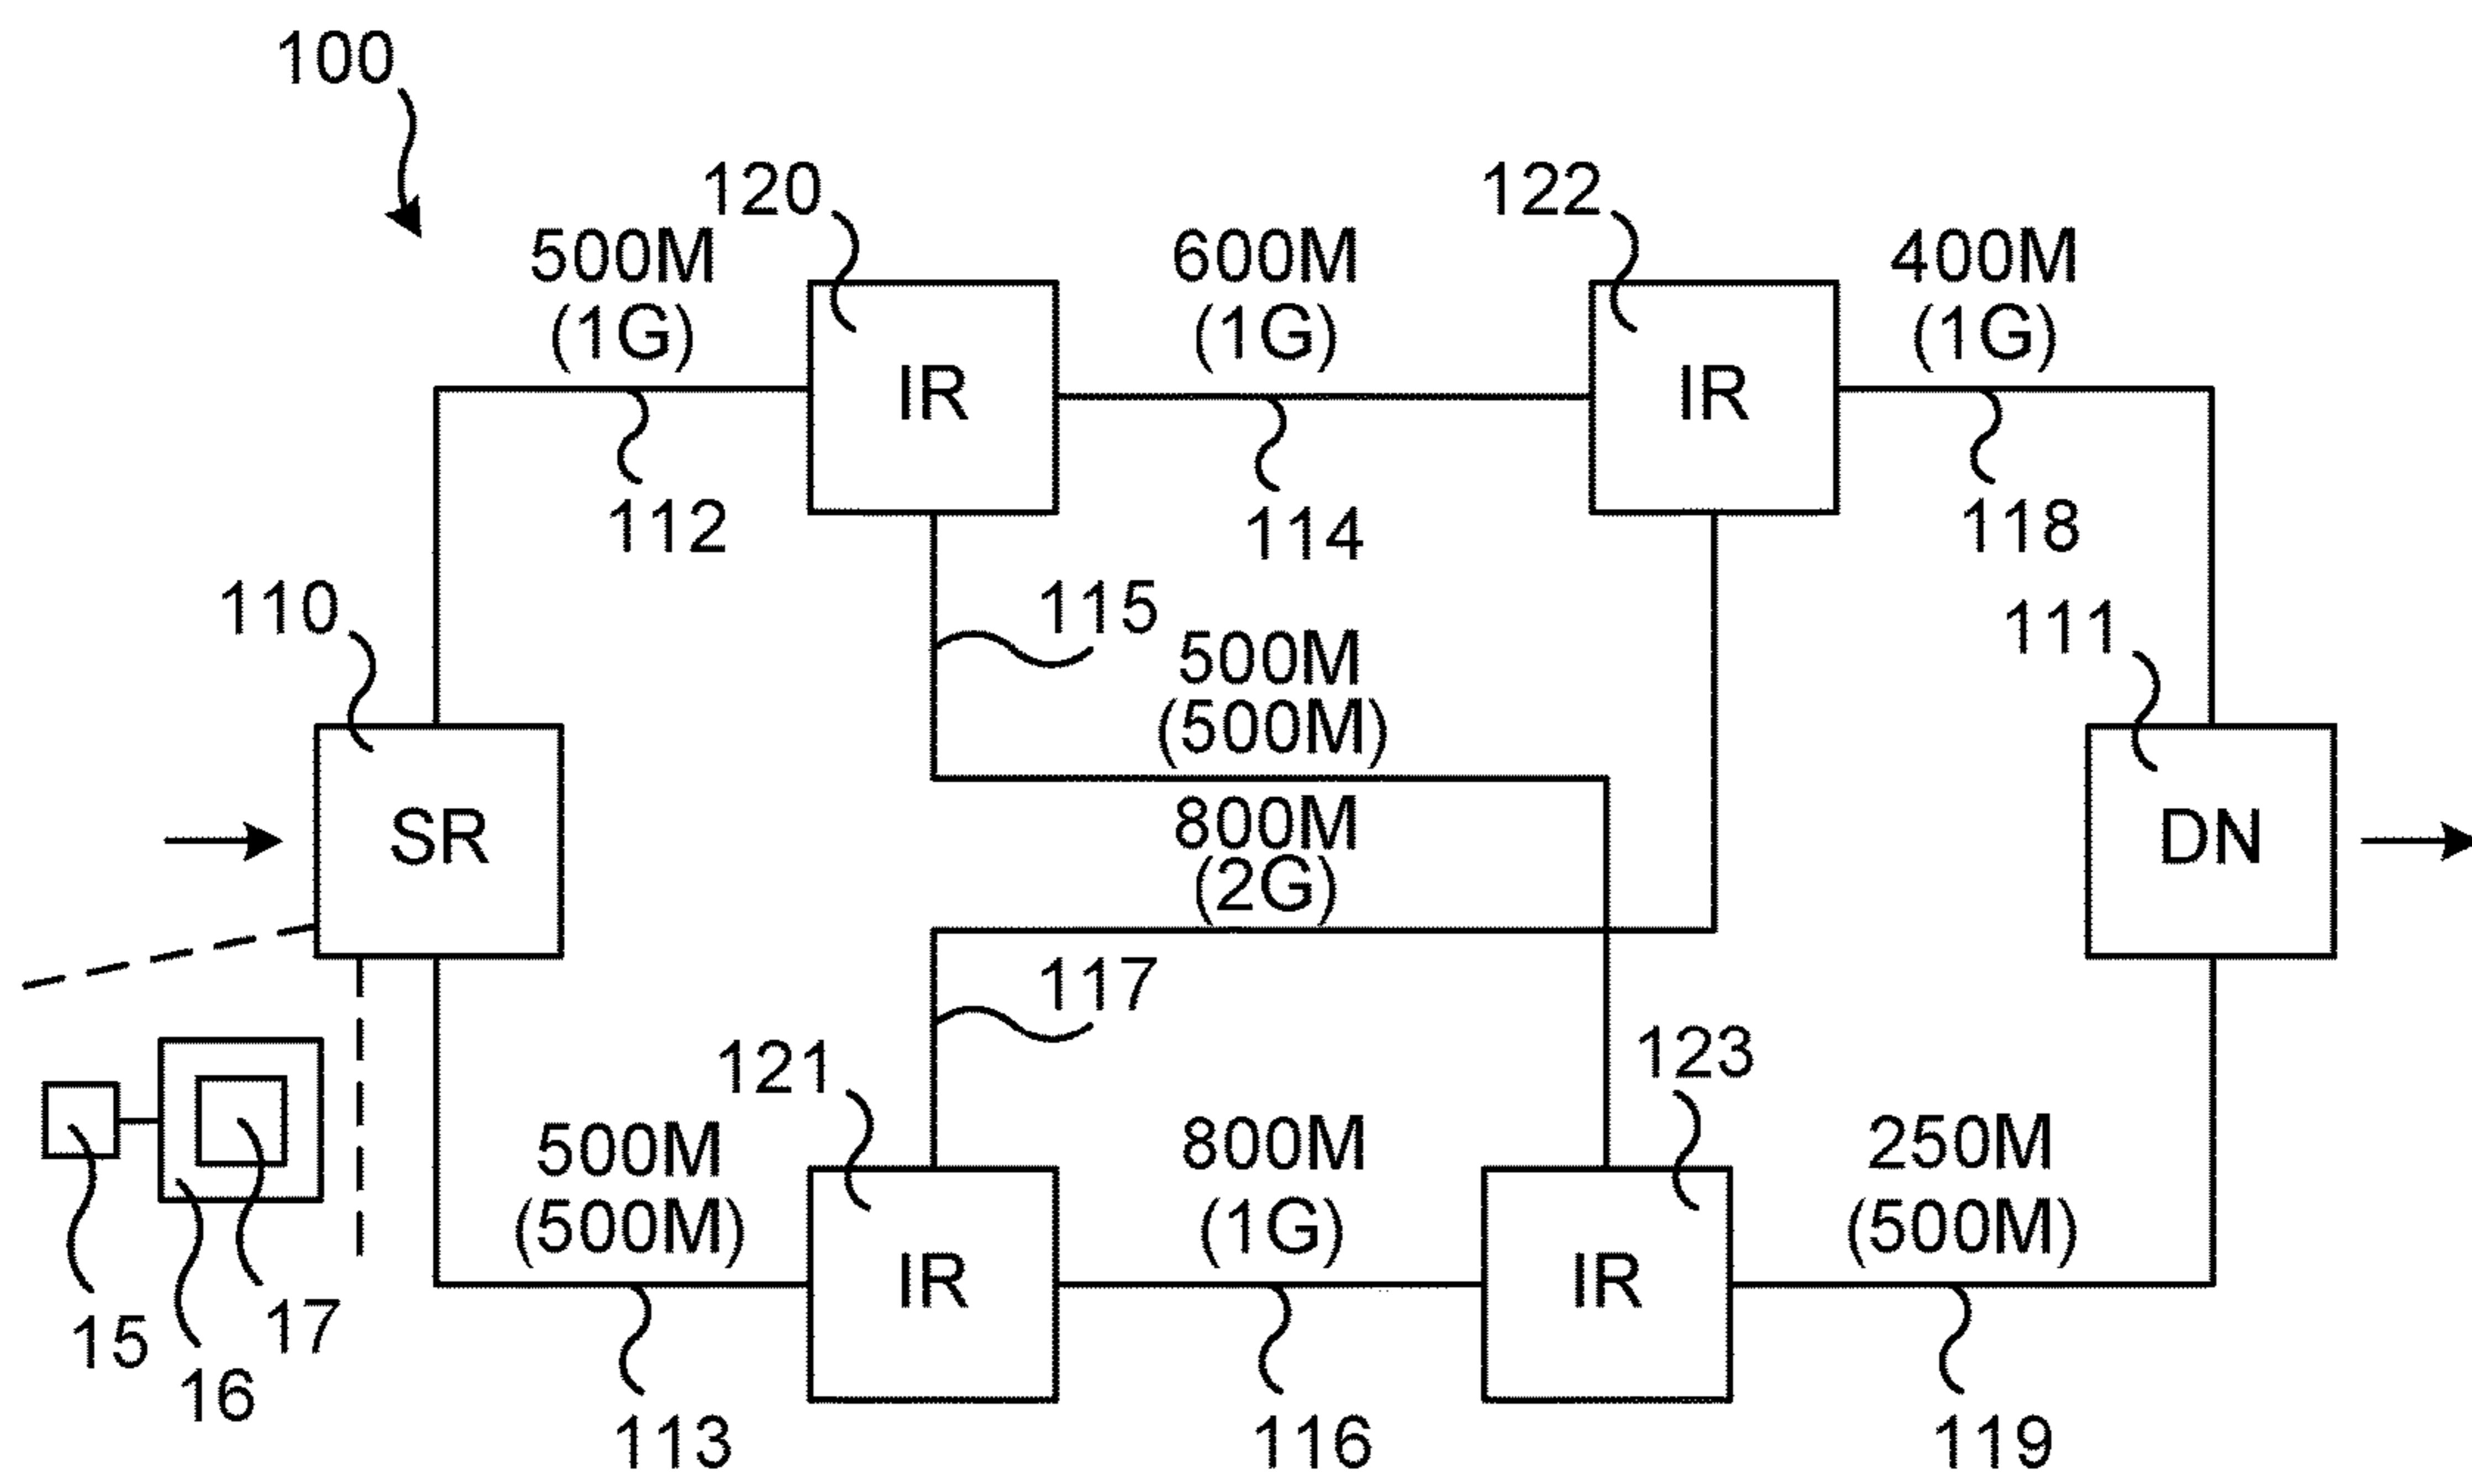 100
120
122
500M
(1G)
600M
(1G)
400M
(1G)
IR
IR
112
114
118
110
115
111
500M
(500M)
SR
800M
(2G)
DN
117
121
123
500M
(500M)
800M
(1G)
250M
(500M)
IR
IR
15
17
16
113
116
119